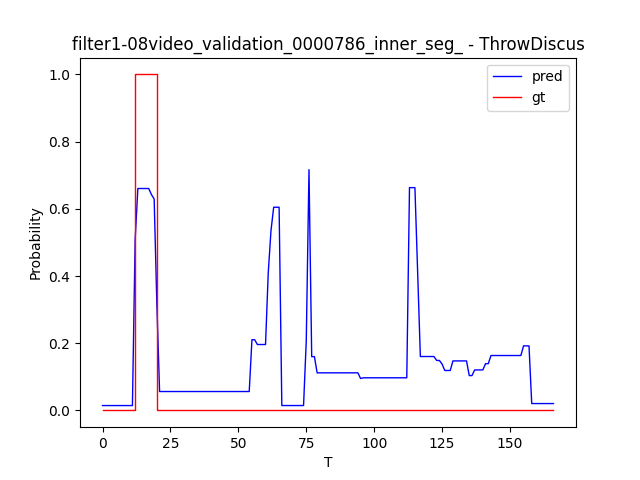 filter1-08video_validation_0000786_inner_seg_ - ThrowDiscus
pred
gt
1.0
0.8
0.6
0.4
0.2
0.0
Probability
0
25
50
75
100
125
150
T